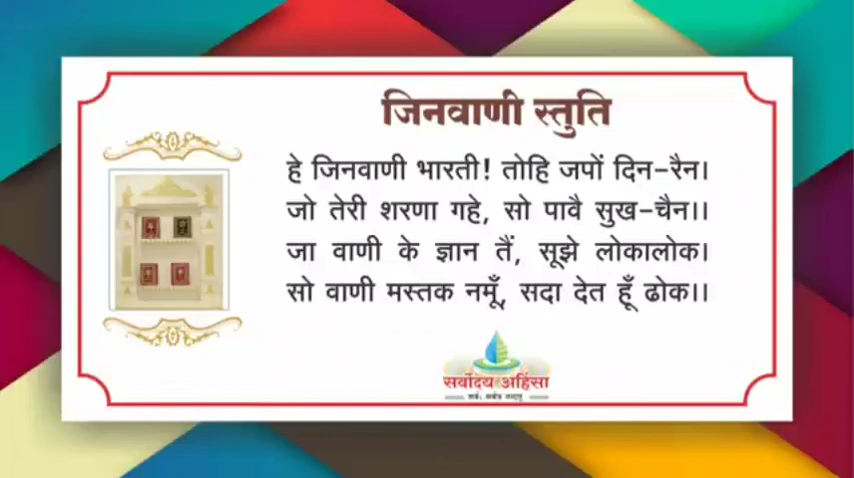 जिनवाणी स्तुति
हे जिनवाणी भारती! तोहि जपों दिन-रैन।
जो तेरी शरणा गहे, सो पावै सुख-चैन।।
जा वाणी के ज्ञान तैं, सूझे लोकालोक।
सो वाणी मस्तक नमूँ, सदा देत हूँ ढोक।।
सर्वोदय अहिंसा